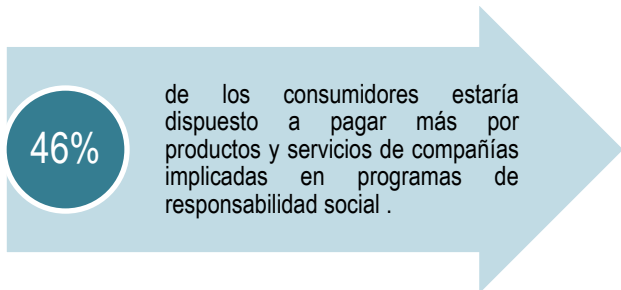 46%
de los consumidores estaría
dispuesto a pagar más por
productos y servicios de compañías
implicadas en programas de
responsabilidad social .